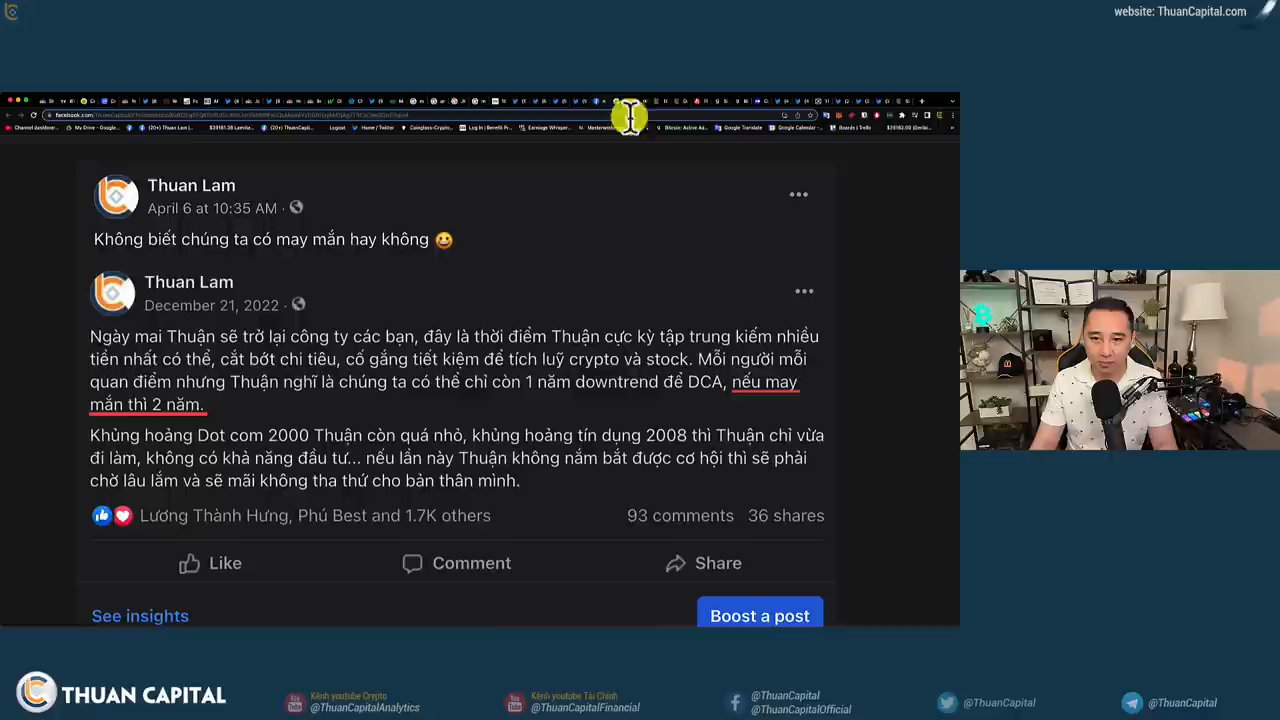 website: ThuanCapital.com
Thuan Lam
April 6 at 10:35 AM ·
Không biết chúng ta có may mắn hay không
Thuan Lam
December 21, 2022 ·
Ngày mai Thuận sẽ trở lại công ty các bạn, đây là thời điểm Thuận cực kỳ tập trung kiếm nhiều
tiền nhất có thể, cắt bớt chi tiêu, cố gắng tiết kiệm để tích luỹ crypto và stock. Mỗi người mỗi
quan điểm nhưng Thuận nghĩ là chúng ta có thể chỉ còn 1 năm downtrend để DCA, nếu may
mắn thì 2 năm.
Khủng hoảng Dot com 2000 Thuận còn quá nhỏ, khủng hoảng tín dụng 2008 thì Thuận chỉ vừa
đi làm, không có khả năng đầu tư... nếu lần này Thuận không nắm bắt được cơ hội thì sẽ phải
chờ lâu lắm và sẽ mãi không tha thứ cho bản thân mình.
Lương Thành Hưng, Phú Best and 1.7K others
93 comments 36 shares
Like Comment Share
See insights Boost a post
THUAN CAPITAL
Kênh youtube Crypto
@ThuanCapitalAnalytics
Kênh youtube Tài Chính
@ThuanCapitalFinancial
@ThuanCapital
@ThuanCapitalOfficial
@ThuanCapital
@ThuanCapital